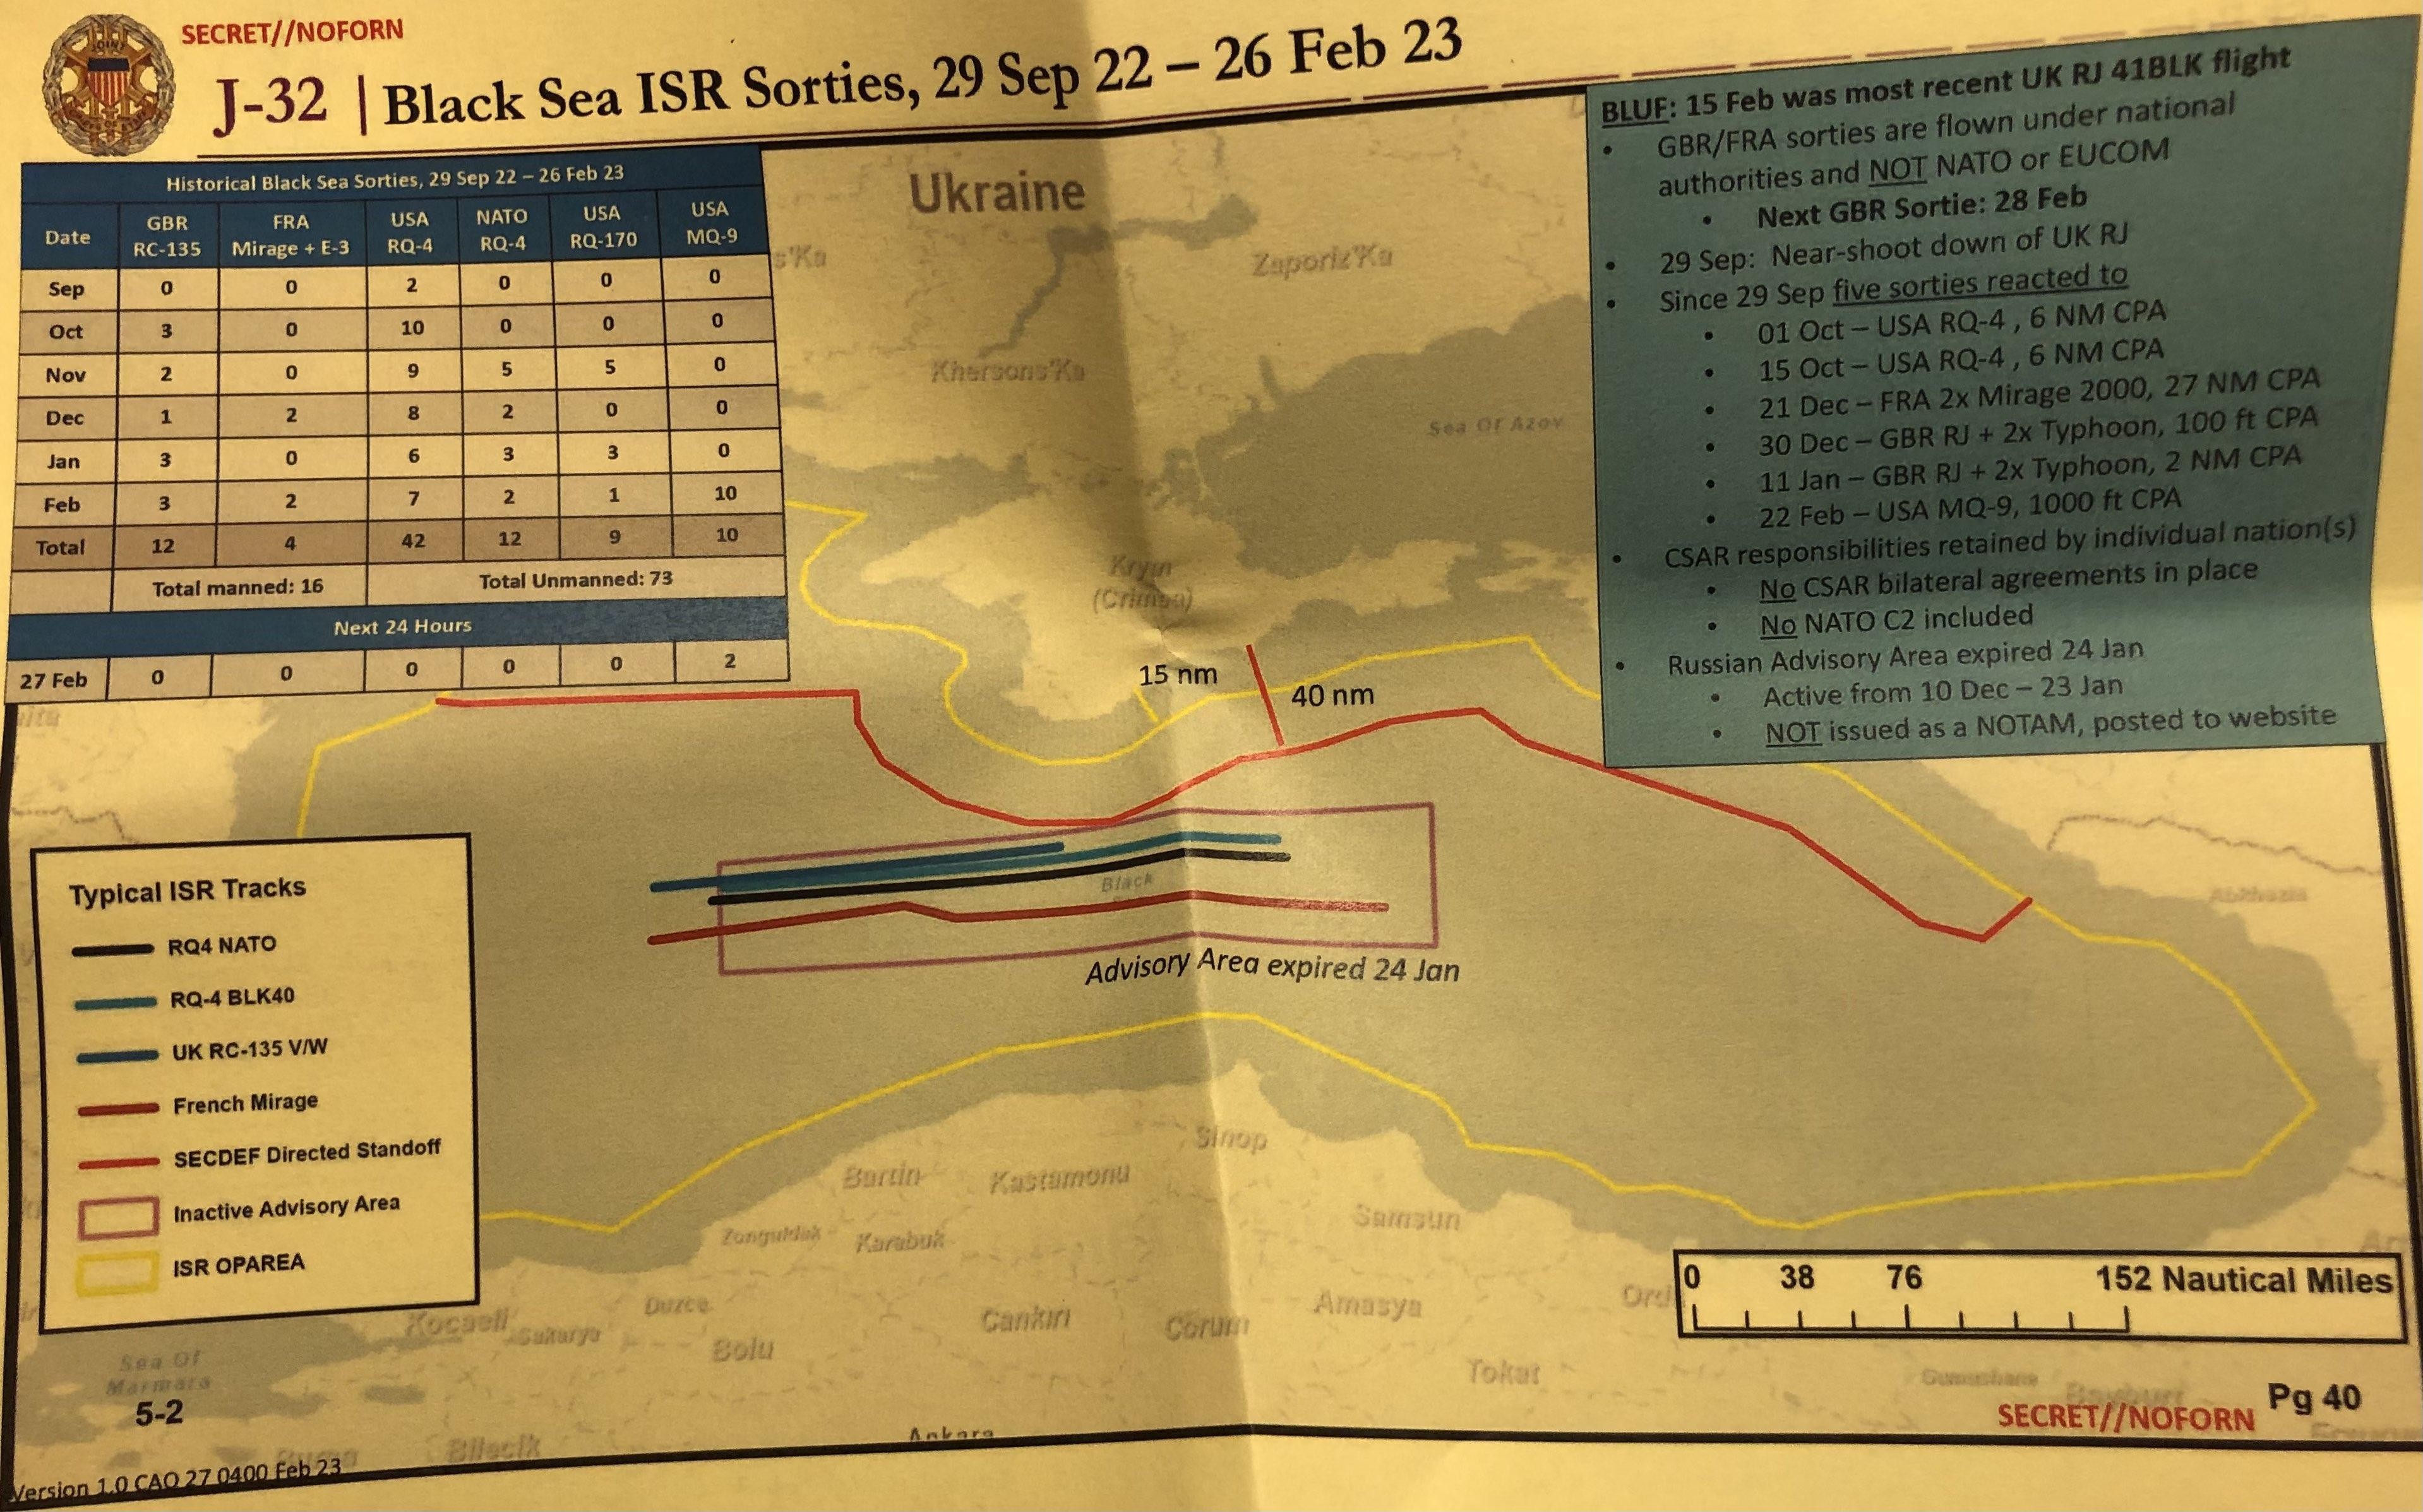 SECRET//NOFORN
J-32 | Black Sea ISR Sorties, 29 Sep 22 – 26 Feb 23
JOINT
Historical Black Sea Sorties, 29 Sep 22 – 26 Feb 23
Date GBR RC-135 FRA Mirage + E-3 USA RQ-4 NATO RQ-4 USA RQ-170 USA MQ-9
Sep 0 0 2 0 0 0
Oct 3 0 10 0 0 0
Nov 2 0 9 5 5 0
Dec 1 2 8 2 0 0
Jan 3 0 6 3 3 0
Feb 3 2 7 2 1 10
Total 12 4 42 12 9 10
Total manned: 16 Total Unmanned: 73
Next 24 Hours
27 Feb 0 0 0 0 0 2
BLUF: 15 Feb was most recent UK RJ 41BLK flight
• GBR/FRA sorties are flown under national
authorities and NOT NATO or EUCOM
• Next GBR Sortie: 28 Feb
• 29 Sep: Near-shoot down of UK RJ
• Since 29 Sep five sorties reacted to
• 01 Oct – USA RQ-4 , 6 NM CPA
• 15 Oct – USA RQ-4 , 6 NM CPA
• 21 Dec – FRA 2x Mirage 2000, 27 NM CPA
• 30 Dec – GBR RJ + 2x Typhoon, 100 ft CPA
• 11 Jan – GBR RJ + 2x Typhoon, 2 NM CPA
• 22 Feb – USA MQ-9, 1000 ft CPA
• CSAR responsibilities retained by individual nation(s)
• No CSAR bilateral agreements in place
• No NATO C2 included
• Russian Advisory Area expired 24 Jan
• Active from 10 Dec – 23 Jan
• NOT issued as a NOTAM, posted to website
Ukraine
s'Ka
Zaporiz'Ka
Khersons'Ka
Sea Of Azov
Krym
(Crimea)
15 nm
40 nm
Black
Advisory Area expired 24 Jan
Abkhazia
Typical ISR Tracks
RQ4 NATO
RQ-4 BLK40
UK RC-135 V/W
French Mirage
SECDEF Directed Standoff
Inactive Advisory Area
ISR OPAREA
Sinop
Bartin
Kastamonu
Samsun
Zonguldak
Karabuk
Duzce
Kocaeli
Sakarya
Bolu
Cankiri
Corum
Amasya
Ord
Tokat
Gumushane
Bayburt
Sea Of
Marmara
Bilecik
Ankara
0 38 76 152 Nautical Miles
5-2
Pg 40
SECRET//NOFORN
Version 1.0 CAO 27 0400 Feb 23